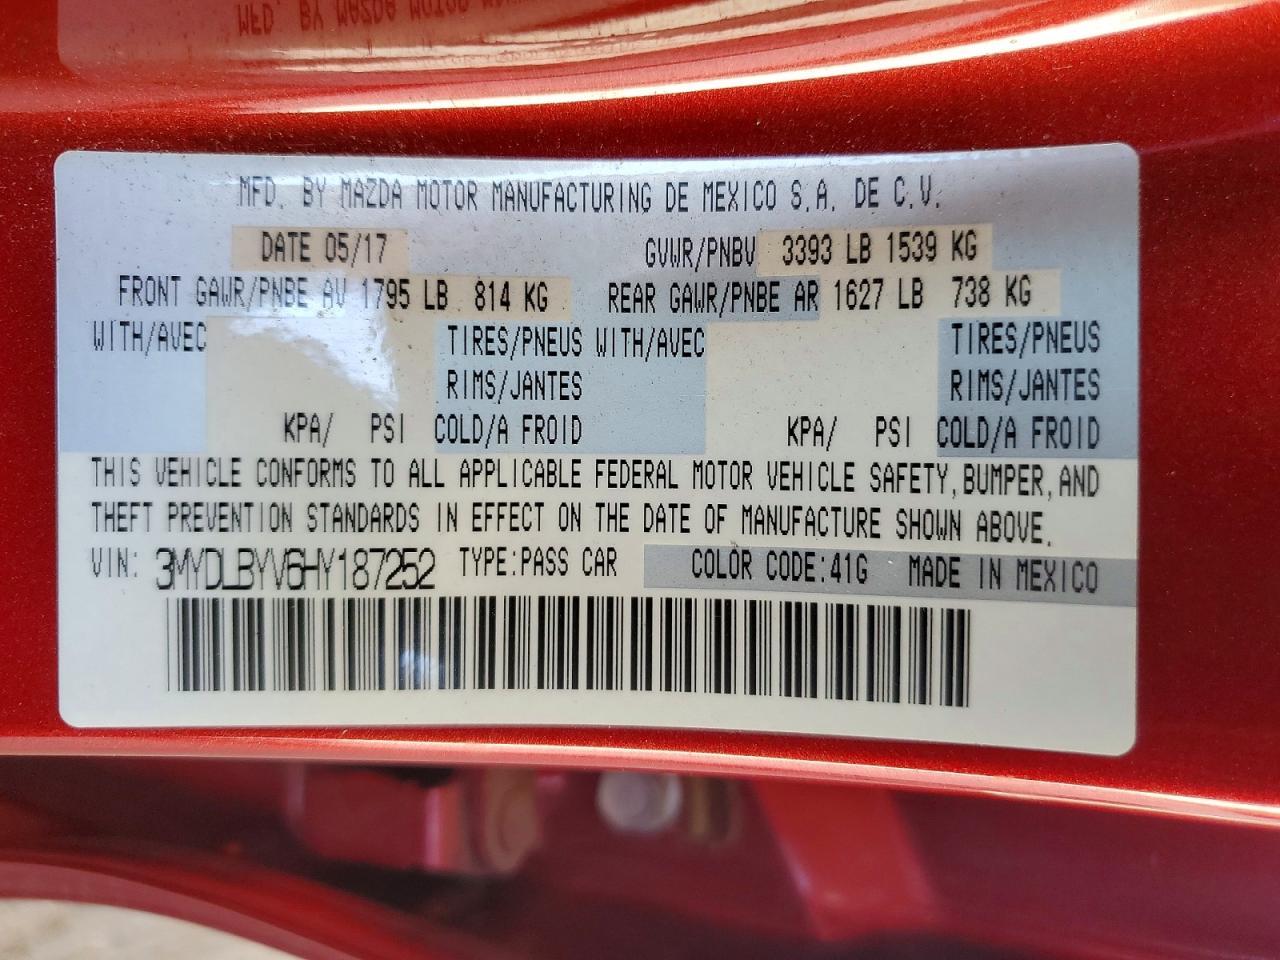 MFD. BY MAZDA MOTOR MANUFACTURING DE MEXICO S.A. DE C.V.
DATE 05/17 GVWR/PNBV 3393 LB 1539 KG
FRONT GAWR/PNBE AV 1795 LB 814 KG REAR GAWR/PNBE AR 1627 LB 738 KG
WITH/AVEC TIRES/PNEUS WITH/AVEC TIRES/PNEUS
RIMS/JANTES RIMS/JANTES
KPA/ PSI COLD/A FROID KPA/ PSI COLD/A FROID
THIS VEHICLE CONFORMS TO ALL APPLICABLE FEDERAL MOTOR VEHICLE SAFETY, BUMPER, AND
THEFT PREVENTION STANDARDS IN EFFECT ON THE DATE OF MANUFACTURE SHOWN ABOVE.
VIN: 3MYDLBYV6HY187252 TYPE:PASS CAR COLOR CODE:41G MADE IN MEXICO